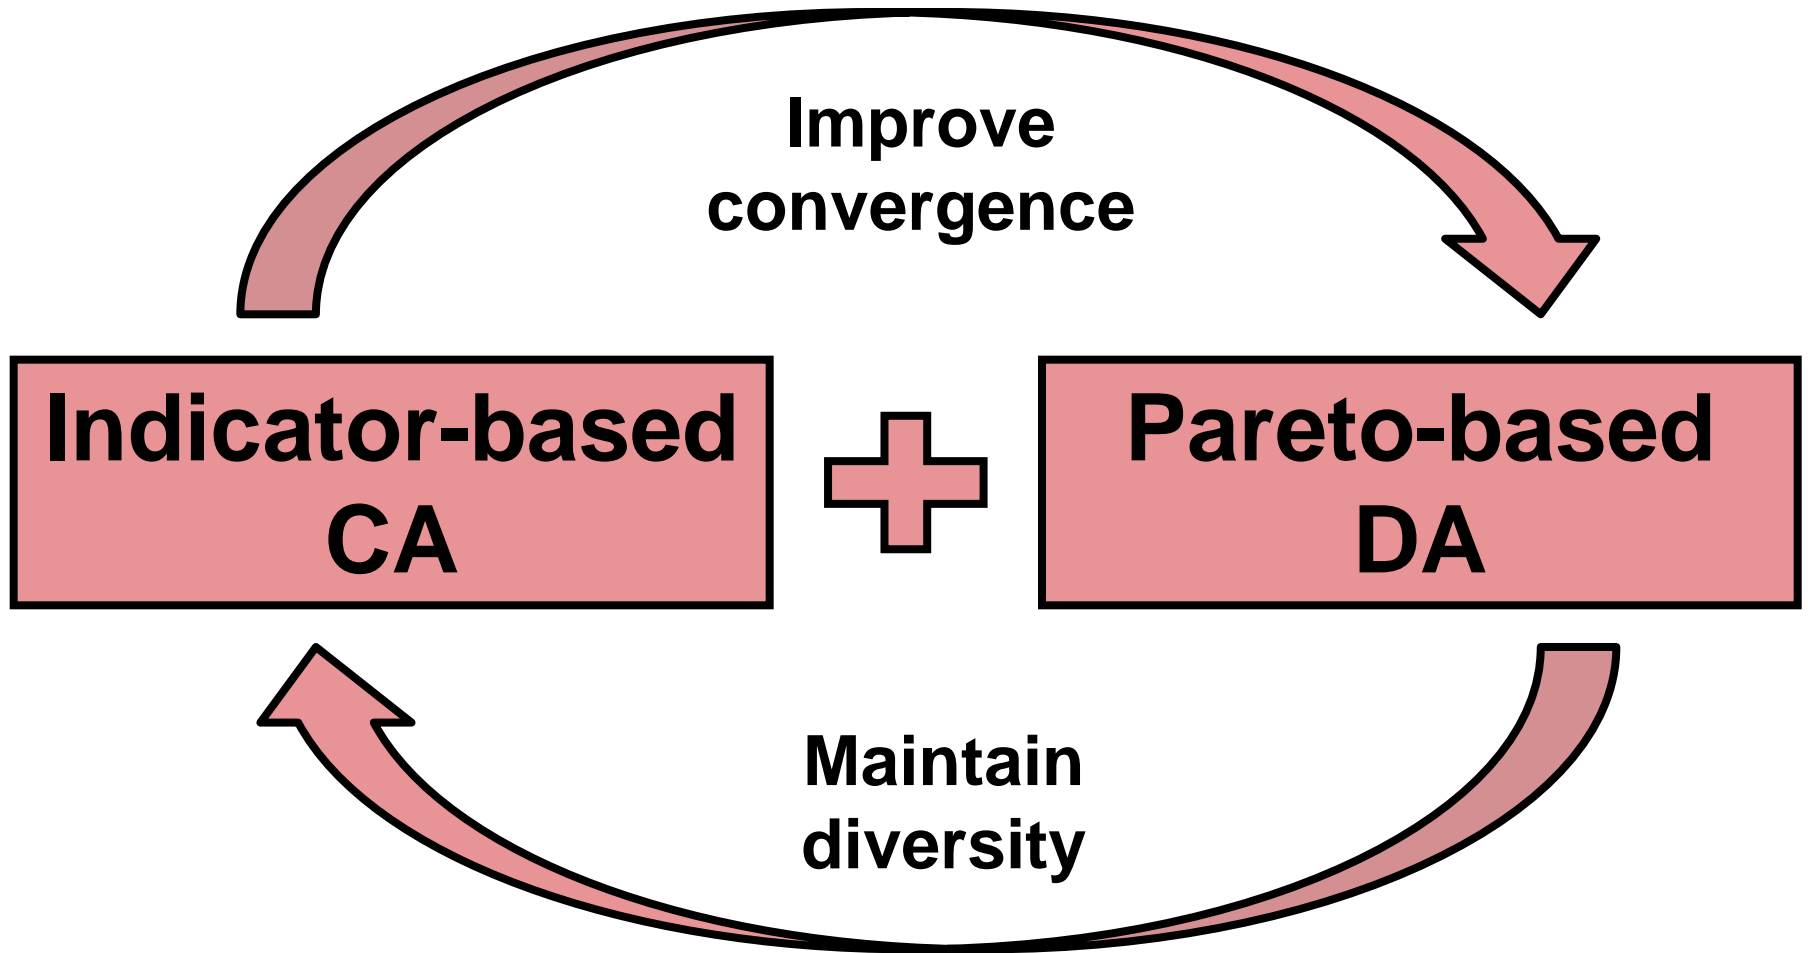 Improve
convergence
Indicator-based
CA
Pareto-based
DA
Maintain
diversity